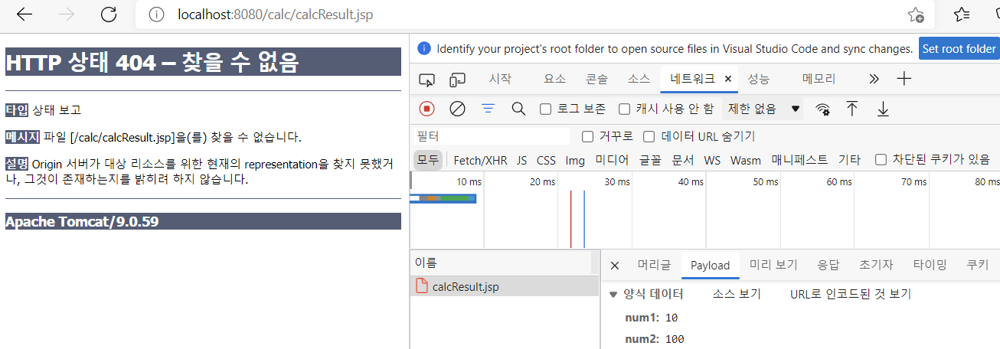 localhost:8080/calc/calcResult.jsp
HTTP 상태 404 – 찾을 수 없음
타입 상태 보고
메시지 파일 [/calc/calcResult.jsp]을(를) 찾을 수 없습니다.
설명 Origin 서버가 대상 리소스를 위한 현재의 representation을 찾지 못했거
나, 그것이 존재하는지를 밝히려 하지 않습니다.
Apache Tomcat/9.0.59
Identify your project's root folder to open source files in Visual Studio Code and sync changes. Set root folder
시작 요소 콘솔 소스 네트워크 성능 메모리
로그 보존 캐시 사용 안 함 제한 없음
필터 거꾸로 데이터 URL 숨기기
모두 Fetch/XHR JS CSS Img 미디어 글꼴 문서 WS Wasm 매니페스트 기타 차단된 쿠키가 있음
10 ms 20 ms 30 ms 40 ms 50 ms 60 ms 70 ms 80 ms
이름
calcResult.jsp
머리글 Payload 미리 보기 응답 초기자 타이밍 쿠키
양식 데이터 소스 보기 URL로 인코드된 것 보기
num1: 10
num2: 100